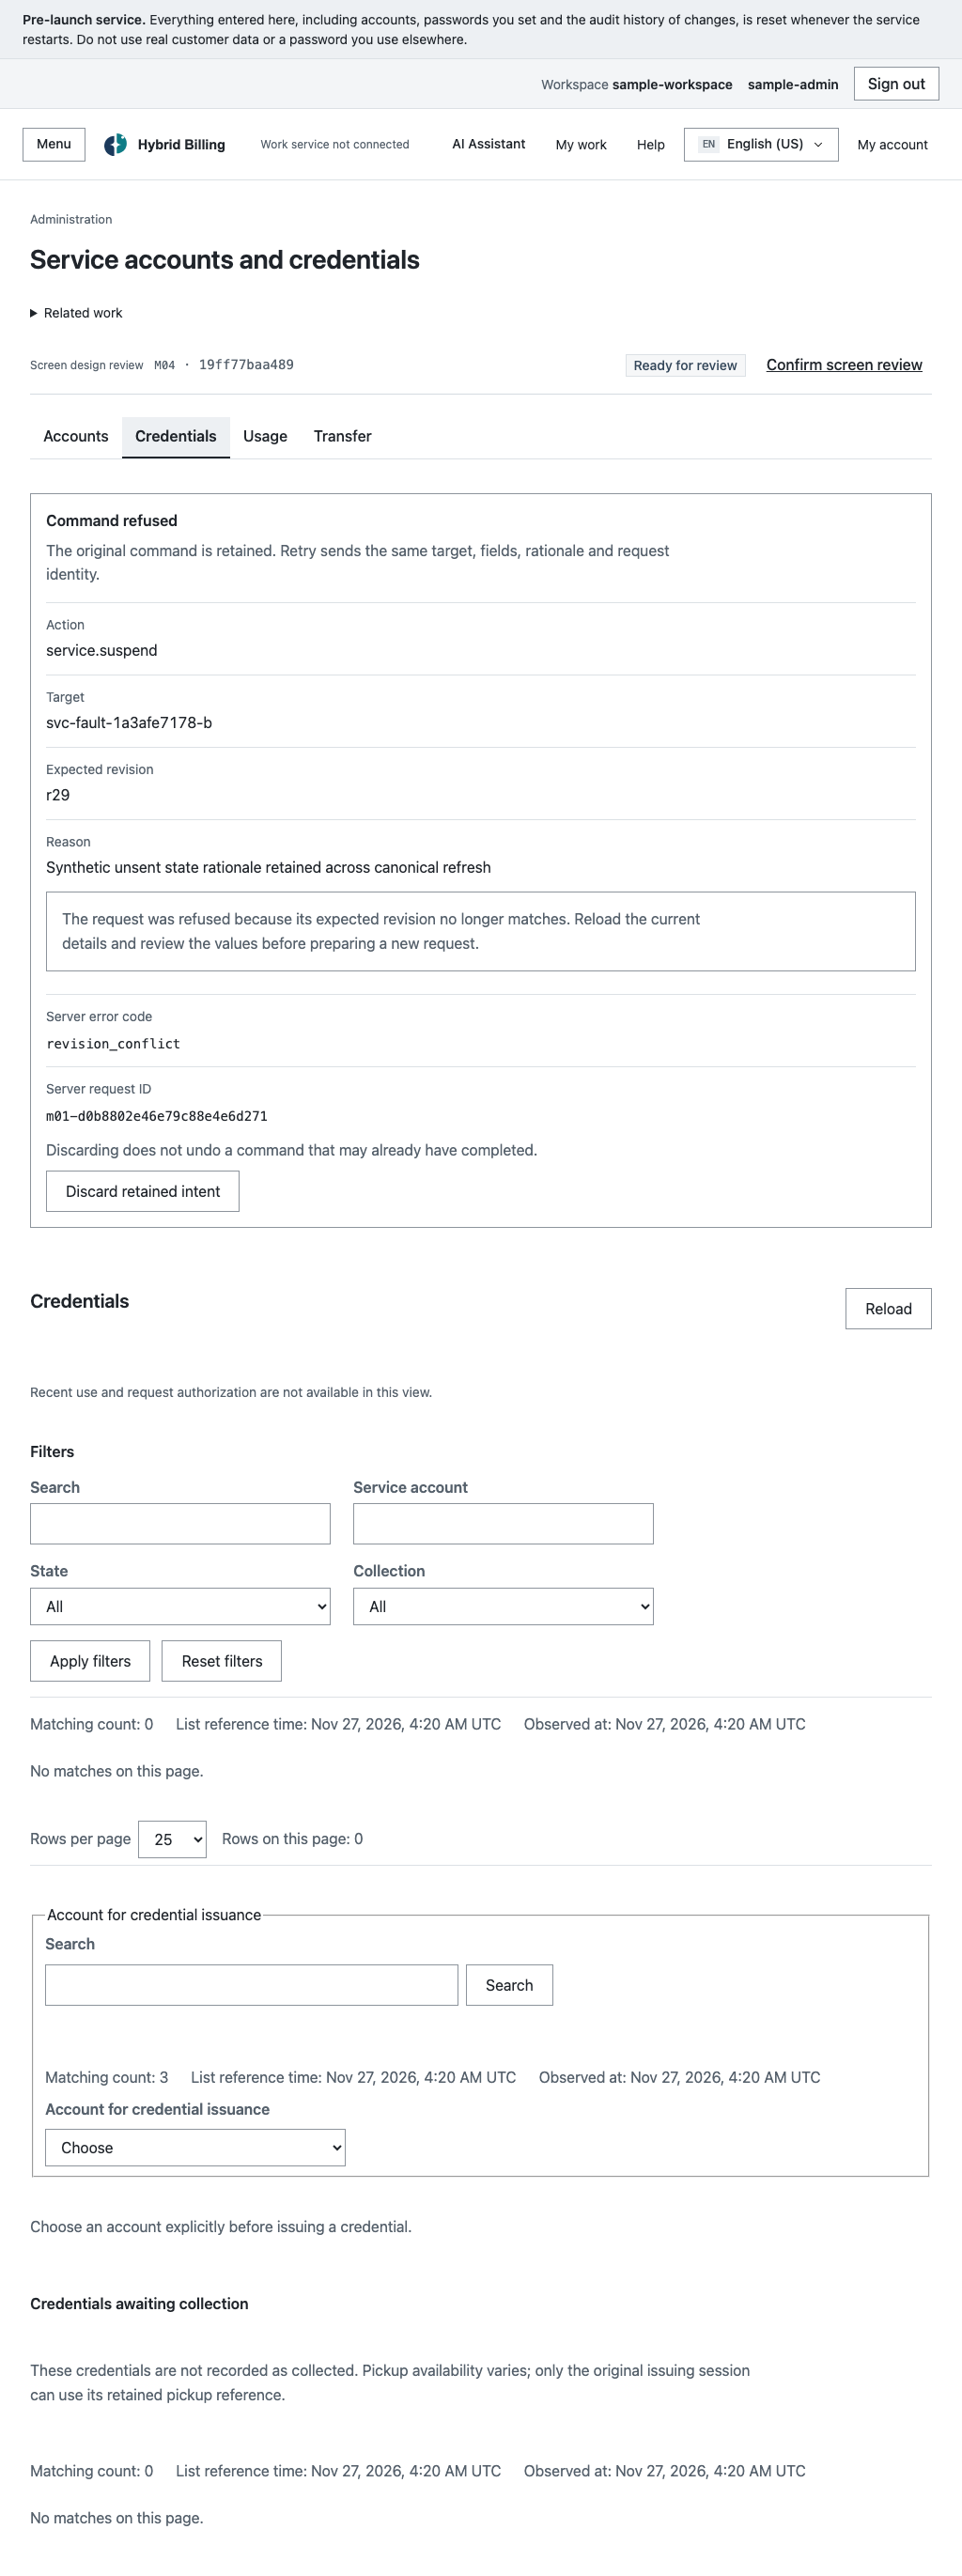 Pre-launch service. Everything entered here, including accounts, passwords you set and the audit history of changes, is reset whenever the service
restarts. Do not use real customer data or a password you use elsewhere.
Workspace sample-workspace sample-admin Sign out
Menu Hybrid Billing Work service not connected AI Assistant My work Help EN English (US) My account
Administration
Service accounts and credentials
Related work
Screen design review M04 · 19ff77baa489 Ready for review Confirm screen review
Accounts Credentials Usage Transfer
Command refused
The original command is retained. Retry sends the same target, fields, rationale and request
identity.
Action
service.suspend
Target
svc-fault-1a3afe7178-b
Expected revision
r29
Reason
Synthetic unsent state rationale retained across canonical refresh
The request was refused because its expected revision no longer matches. Reload the current
details and review the values before preparing a new request.
Server error code
revision_conflict
Server request ID
m01-d0b8802e46e79c88e4e6d271
Discarding does not undo a command that may already have completed.
Discard retained intent
Credentials Reload
Recent use and request authorization are not available in this view.
Filters
Search Service account
State Collection
All All
Apply filters Reset filters
Matching count: 0 List reference time: Nov 27, 2026, 4:20 AM UTC Observed at: Nov 27, 2026, 4:20 AM UTC
No matches on this page.
Rows per page 25 Rows on this page: 0
Account for credential issuance
Search
Search
Matching count: 3 List reference time: Nov 27, 2026, 4:20 AM UTC Observed at: Nov 27, 2026, 4:20 AM UTC
Account for credential issuance
Choose
Choose an account explicitly before issuing a credential.
Credentials awaiting collection
These credentials are not recorded as collected. Pickup availability varies; only the original issuing session
can use its retained pickup reference.
Matching count: 0 List reference time: Nov 27, 2026, 4:20 AM UTC Observed at: Nov 27, 2026, 4:20 AM UTC
No matches on this page.